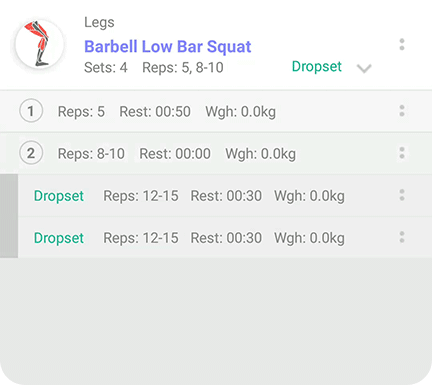 Legs
Barbell Low Bar Squat
Sets: 4 Reps: 5, 8-10 Dropset
1 Reps: 5 Rest: 00:50 Wgh: 0.0kg
2 Reps: 8-10 Rest: 00:00 Wgh: 0.0kg
Dropset Reps: 12-15 Rest: 00:30 Wgh: 0.0kg
Dropset Reps: 12-15 Rest: 00:30 Wgh: 0.0kg